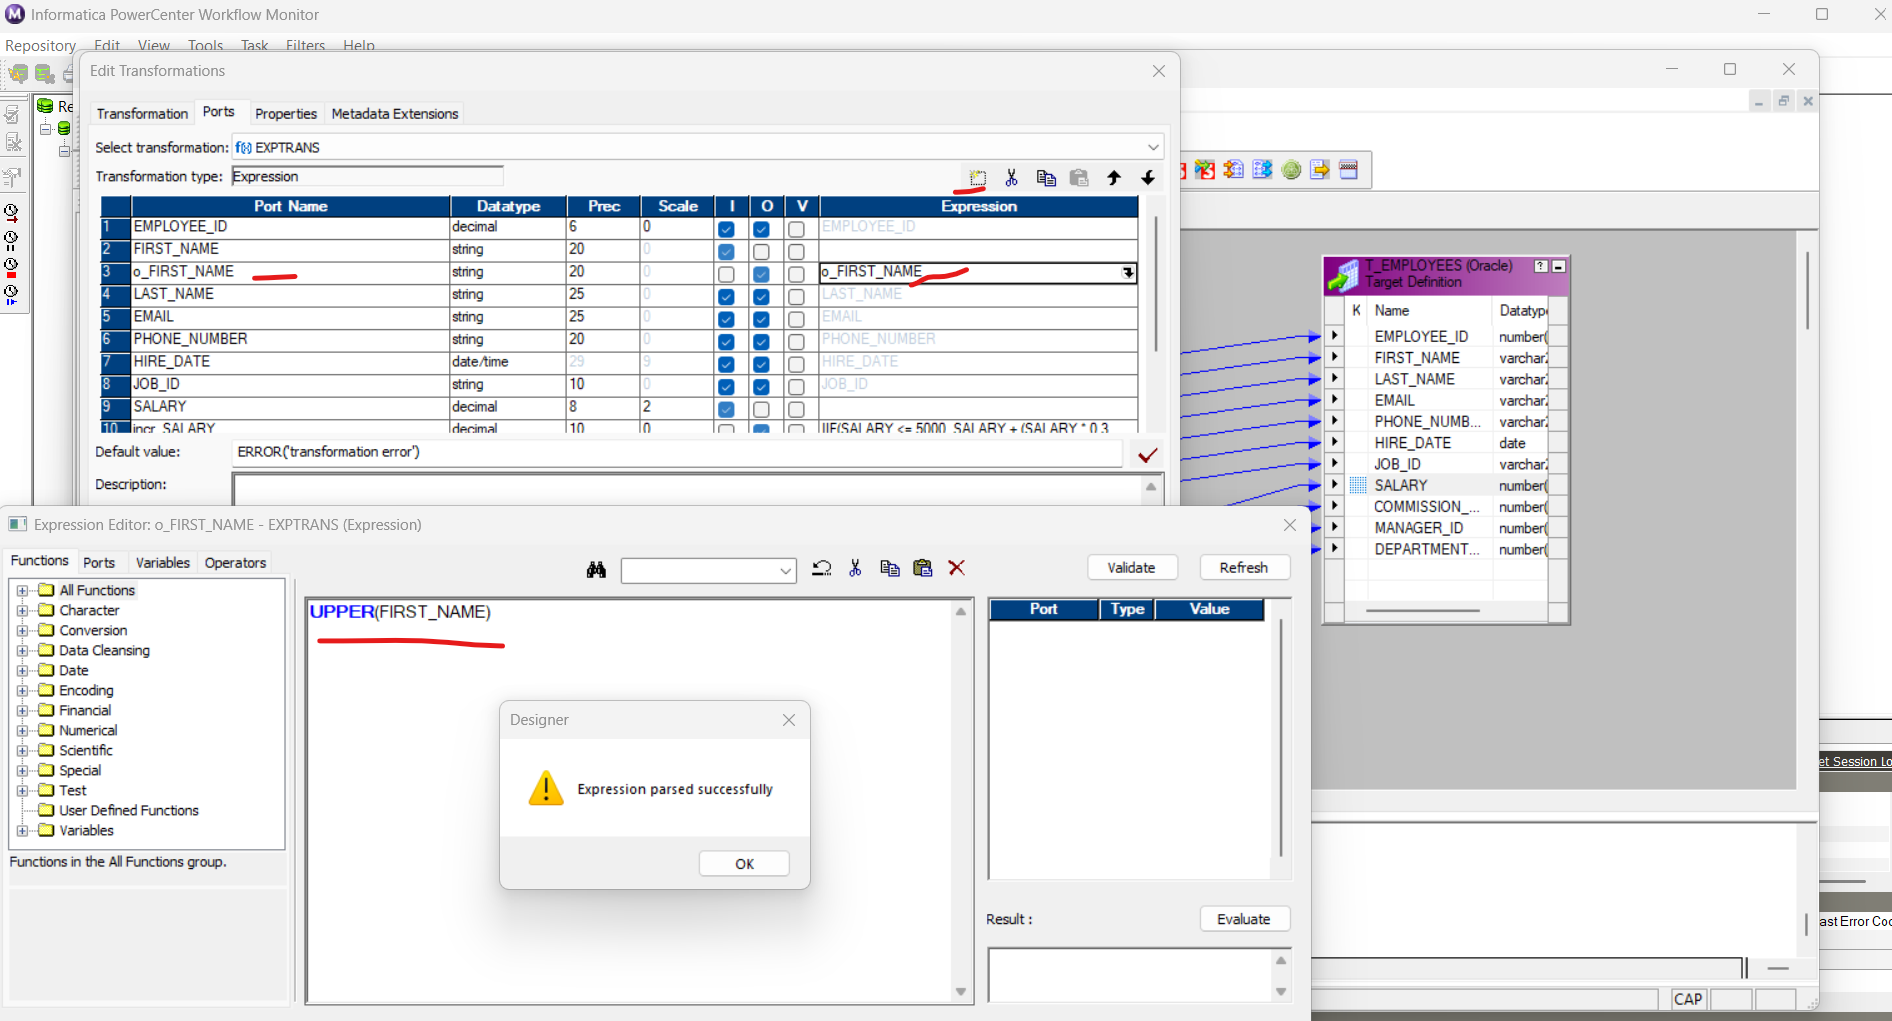 Informatica PowerCenter Workflow Monitor
Repository Edit View Tools Task Filters Help
Edit Transformations
Re
Transformation Ports Properties Metadata Extensions
Select transformation: f(x) EXPTRANS
Transformation type: Expression
Port Name Datatype Prec Scale I O V Expression
1 EMPLOYEE_ID decimal 6 0 EMPLOYEE_ID
2 FIRST_NAME string 20 0
3 o_FIRST_NAME string 20 0 o_FIRST_NAME
4 LAST_NAME string 25 0 LAST_NAME
5 EMAIL string 25 0 EMAIL
6 PHONE_NUMBER string 20 0 PHONE_NUMBER
7 HIRE_DATE date/time 29 9 HIRE_DATE
8 JOB_ID string 10 0 JOB_ID
9 SALARY decimal 8 2
10 incr_SALARY decimal 10 0 IIF(SALARY <= 5000, SALARY + (SALARY * 0.3
Default value: ERROR('transformation error')
Description:
T_EMPLOYEES (Oracle)
Target Definition
K Name Datatyp
EMPLOYEE_ID number(
FIRST_NAME varchar2
LAST_NAME varchar2
EMAIL varchar2
PHONE_NUMB... varchar2
HIRE_DATE date
JOB_ID varchar2
SALARY number(
COMMISSION_... number(
MANAGER_ID number(
DEPARTMENT... number(
Expression Editor: o_FIRST_NAME - EXPTRANS (Expression)
Functions Ports Variables Operators
Validate Refresh
All Functions
Character
Conversion
Data Cleansing
Date
Encoding
Financial
Numerical
Scientific
Special
Test
User Defined Functions
Variables
Functions in the All Functions group.
UPPER(FIRST_NAME)
Port Type Value
Designer
Expression parsed successfully
OK
Result :
Evaluate
et Session Lo
ast Error Coo
CAP